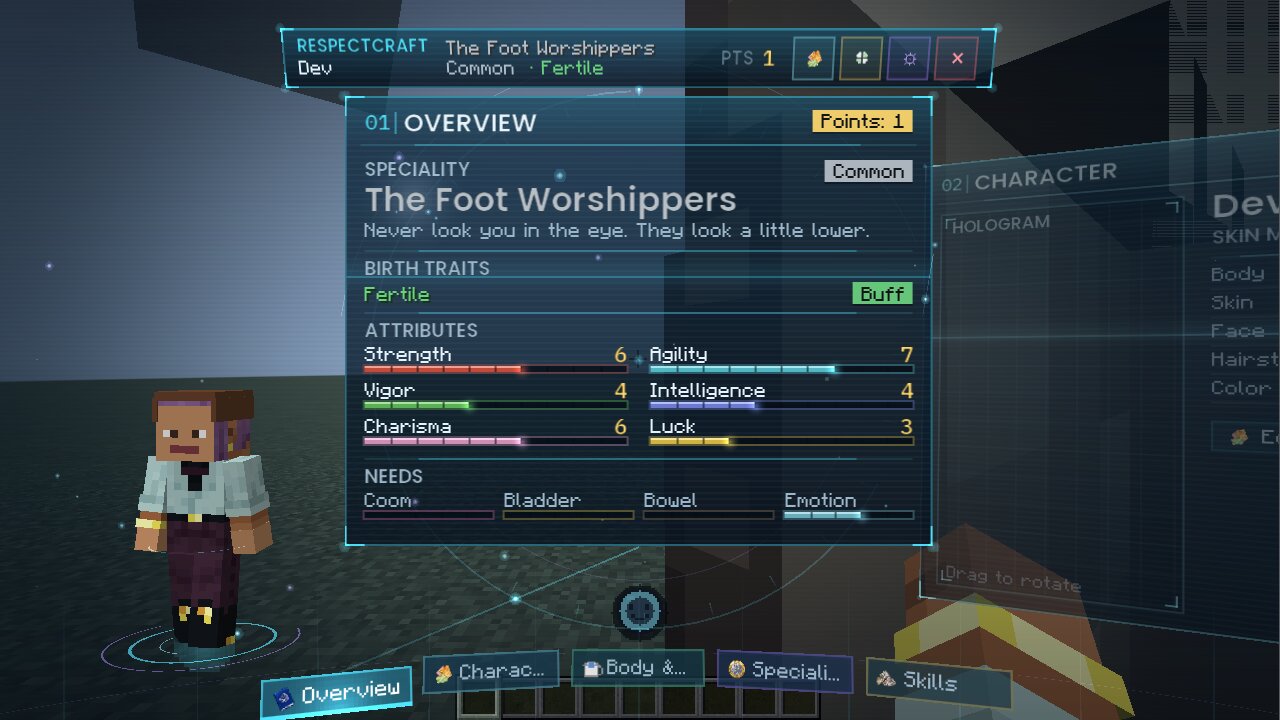 RESPECTCRAFT
Dev
The Foot Worshippers
Common · Fertile
PTS 1
01| OVERVIEW
Points: 1
SPECIALITY
Common
The Foot Worshippers
Never look you in the eye. They look a little lower.
BIRTH TRAITS
Fertile
Buff
ATTRIBUTES
Strength 6
Agility 7
Vigor 4
Intelligence 4
Charisma 6
Luck 3
NEEDS
Coom
Bladder
Bowel
Emotion
02| CHARACTER
HOLOGRAM
Drag to rotate
Dev
SKIN M
Body
Skin
Face
Hairst
Color
Overview
Charac...
Body &...
Speciali...
Skills